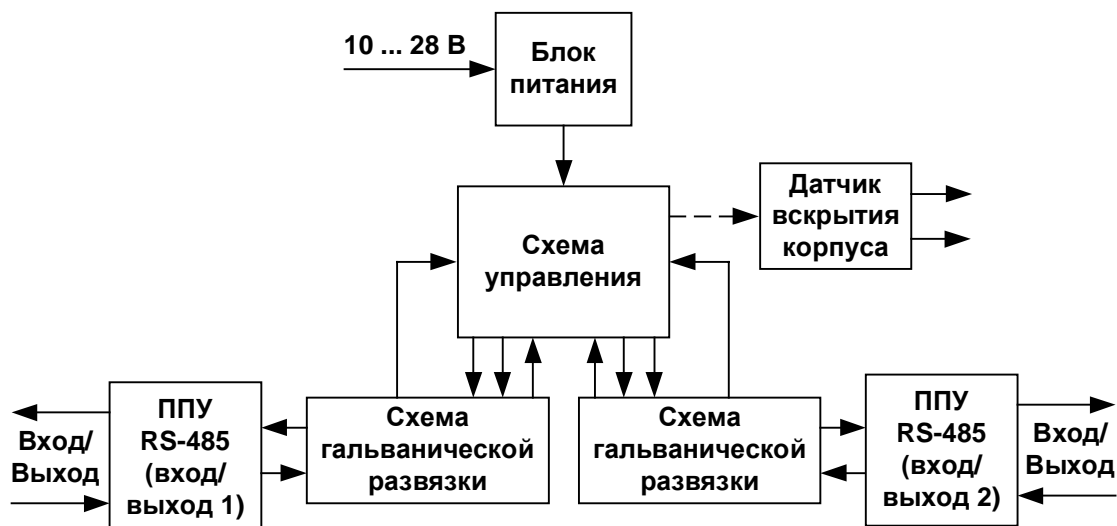 10 ... 28 В
Блок
питания
Датчик
вскрытия
корпуса
Схема
управления
ППУ
RS-485
(вход/
выход 1)
Вход/
Выход
Схема
гальванической
развязки
Схема
гальванической
развязки
ППУ
RS-485
(вход/
выход 2)
Вход/
Выход